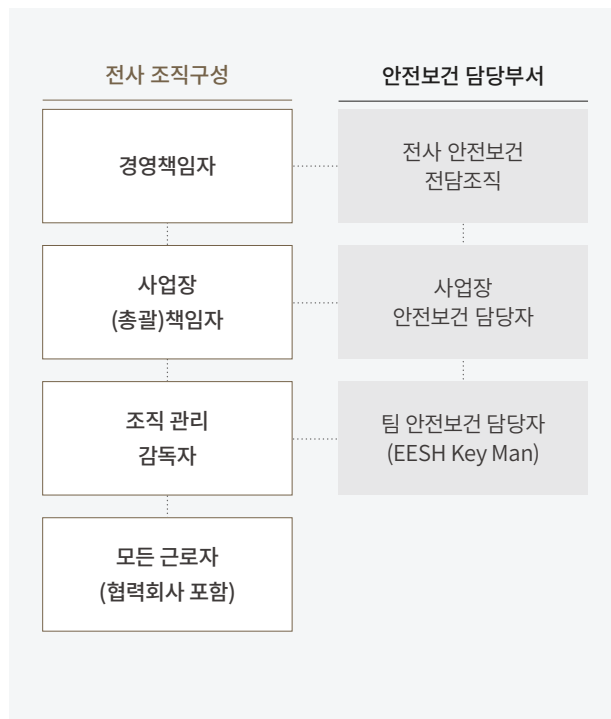 전사 조직구성
안전보건 담당부서
경영책임자
전사 안전보건
전담조직
사업장
(총괄)책임자
사업장
안전보건 담당자
조직 관리
감독자
팀 안전보건 담당자
(EESH Key Man)
모든 근로자
(협력회사 포함)